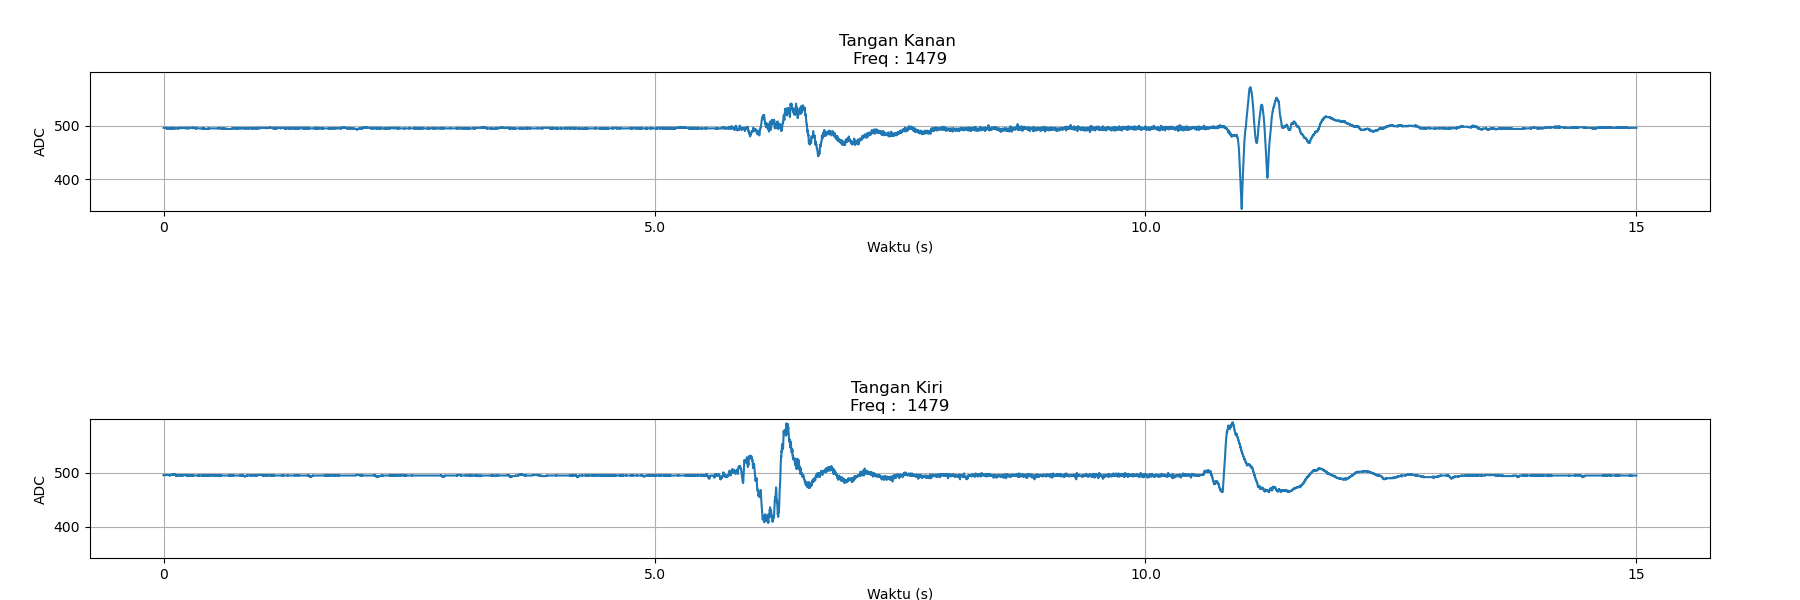 Tangan Kanan
Freq : 1479
500
400
ADC
0 5.0 10.0 15
Waktu (s)
Tangan Kiri
Freq :  1479
500
400
ADC
0 5.0 10.0 15
Waktu (s)